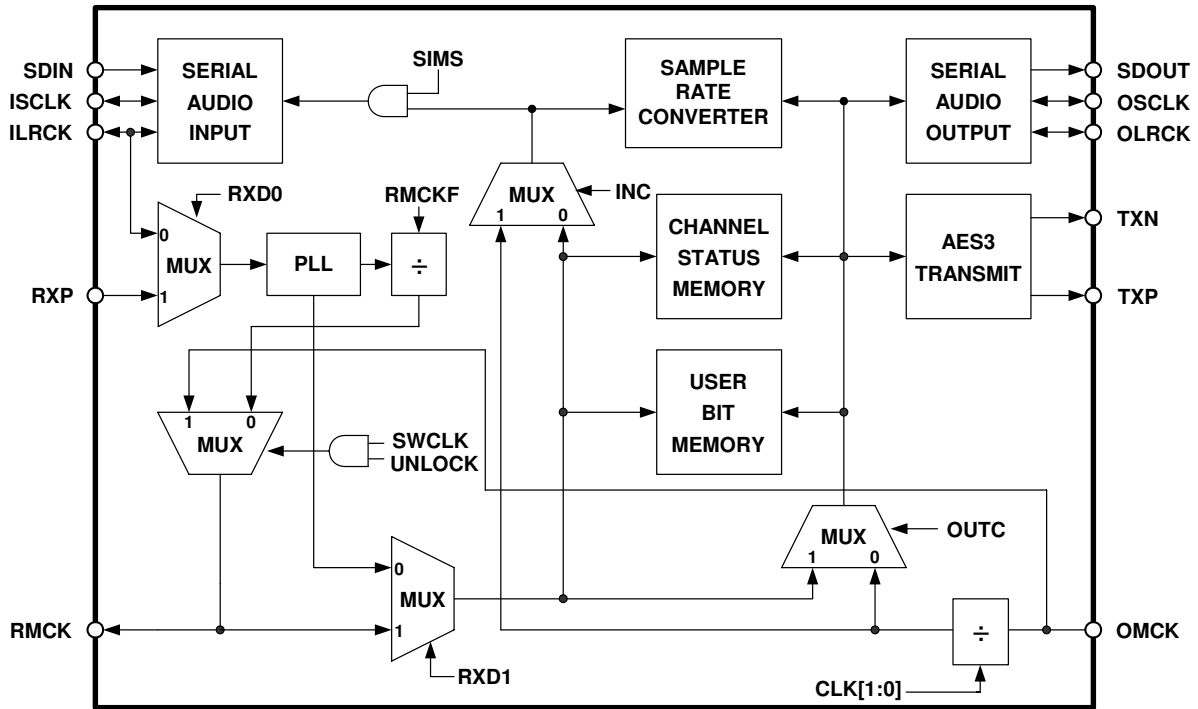 SIMS
SDIN
ISCLK
ILRCK
SERIAL
AUDIO
INPUT
SAMPLE
RATE
CONVERTER
SERIAL
AUDIO
OUTPUT
SDOUT
OSCLK
OLRCK
RXD0
RMCKF
MUX
1
0
INC
CHANNEL
STATUS
MEMORY
AES3
TRANSMIT
TXN
TXP
RXP
0
MUX
1
PLL
÷
USER
BIT
MEMORY
1
0
MUX
SWCLK
UNLOCK
MUX
1
0
OUTC
0
MUX
1
RXD1
RMCK
÷
OMCK
CLK[1:0]